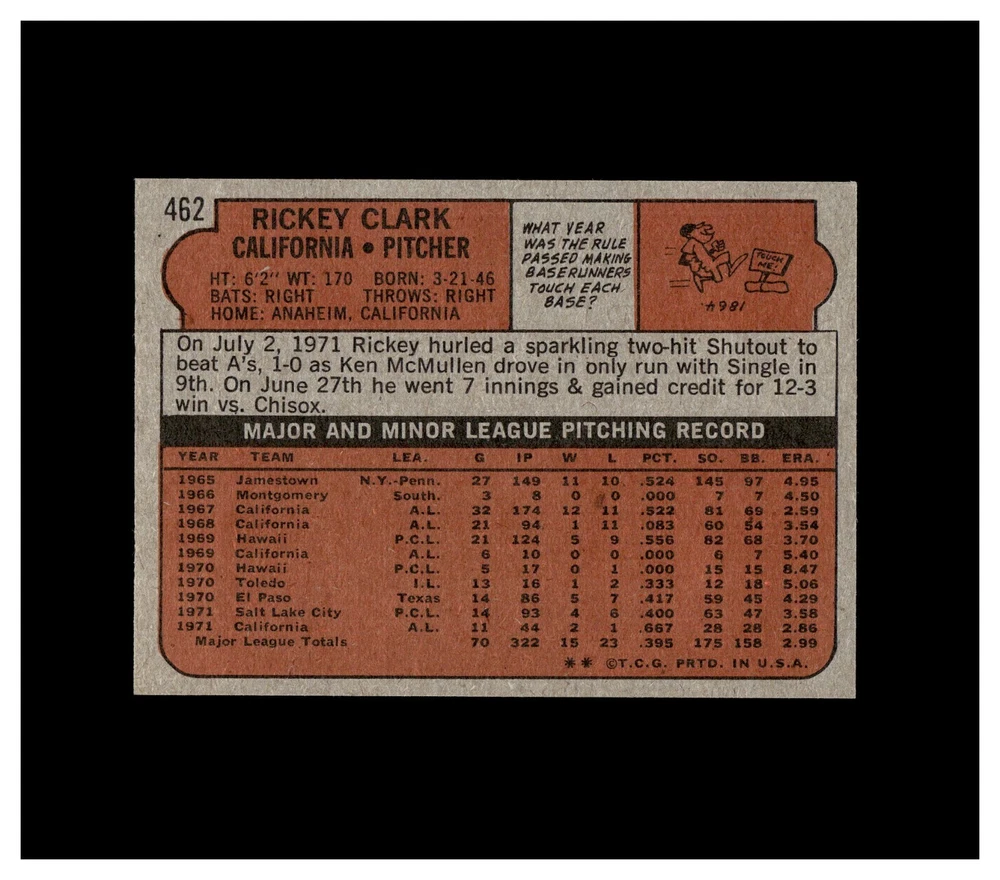 462
RICKEY CLARK
CALIFORNIA • PITCHER
HT: 6'2" WT: 170 BORN: 3-21-46
BATS: RIGHT THROWS: RIGHT
HOME: ANAHEIM, CALIFORNIA
WHAT YEAR
WAS THE RULE
PASSED MAKING
BASERUNNERS
TOUCH EACH
BASE?
TOUCH
ME!
1864
On July 2, 1971 Rickey hurled a sparkling two-hit Shutout to
beat A's, 1-0 as Ken McMullen drove in only run with Single in
9th. On June 27th he went 7 innings & gained credit for 12-3
win vs. Chisox.
MAJOR AND MINOR LEAGUE PITCHING RECORD
YEAR TEAM LEA. G IP W L PCT. SO. BB. ERA.
1965 Jamestown N.Y.-Penn. 27 149 11 10 .524 145 97 4.95
1966 Montgomery South. 3 8 0 0 .000 7 7 4.50
1967 California A.L. 32 174 12 11 .522 81 69 2.59
1968 California A.L. 21 94 1 11 .083 60 54 3.54
1969 Hawaii P.C.L. 21 124 5 9 .556 82 68 3.70
1969 California A.L. 6 10 0 0 .000 6 7 5.40
1970 Hawaii P.C.L. 5 17 0 1 .000 15 15 8.47
1970 Toledo I.L. 13 16 1 2 .333 12 18 5.06
1970 El Paso Texas 14 86 5 7 .417 59 45 4.29
1971 Salt Lake City P.C.L. 14 93 4 6 .400 63 47 3.58
1971 California A.L. 11 44 2 1 .667 28 28 2.86
Major League Totals 70 322 15 23 .395 175 158 2.99
** ©T.C.G. PRTD. IN U.S.A.